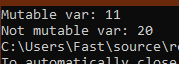 Mutable var: 11
Not mutable var: 20
C:\Users\Fast\source\r
To automatically close